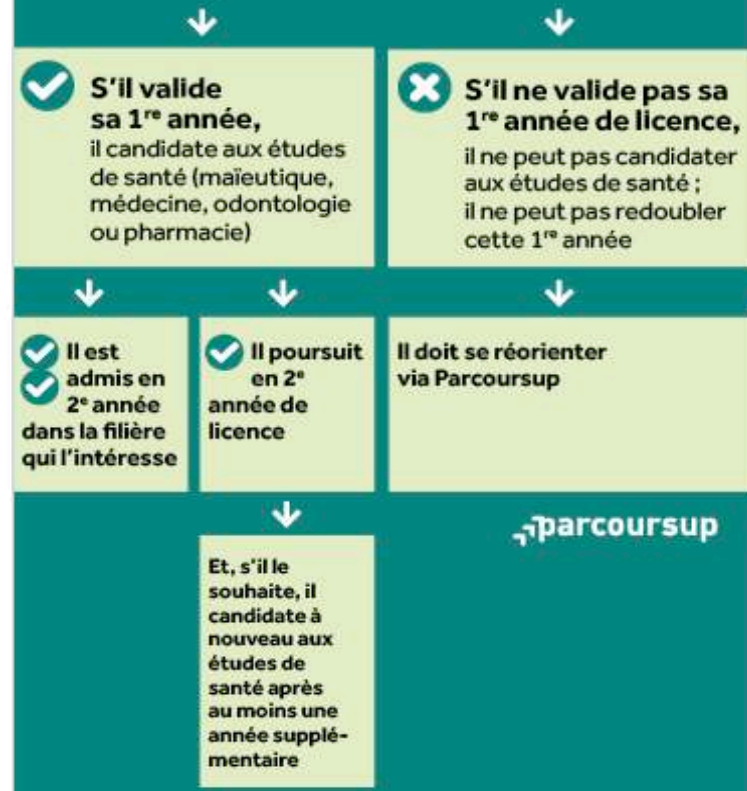 S'il valide
sa 1re année,
il candidate aux études
de santé (maïeutique,
médecine, odontologie
ou pharmacie)
S'il ne valide pas sa
1re année de licence,
il ne peut pas candidater
aux études de santé ;
il ne peut pas redoubler
cette 1re année
Il est
admis en
2e année
dans la filière
qui l'intéresse
Il poursuit
en 2e
année de
licence
Il doit se réorienter
via Parcoursup
parcoursup
Et, s'il le
souhaite, il
candidate à
nouveau aux
études de
santé après
au moins une
année supplé-
mentaire